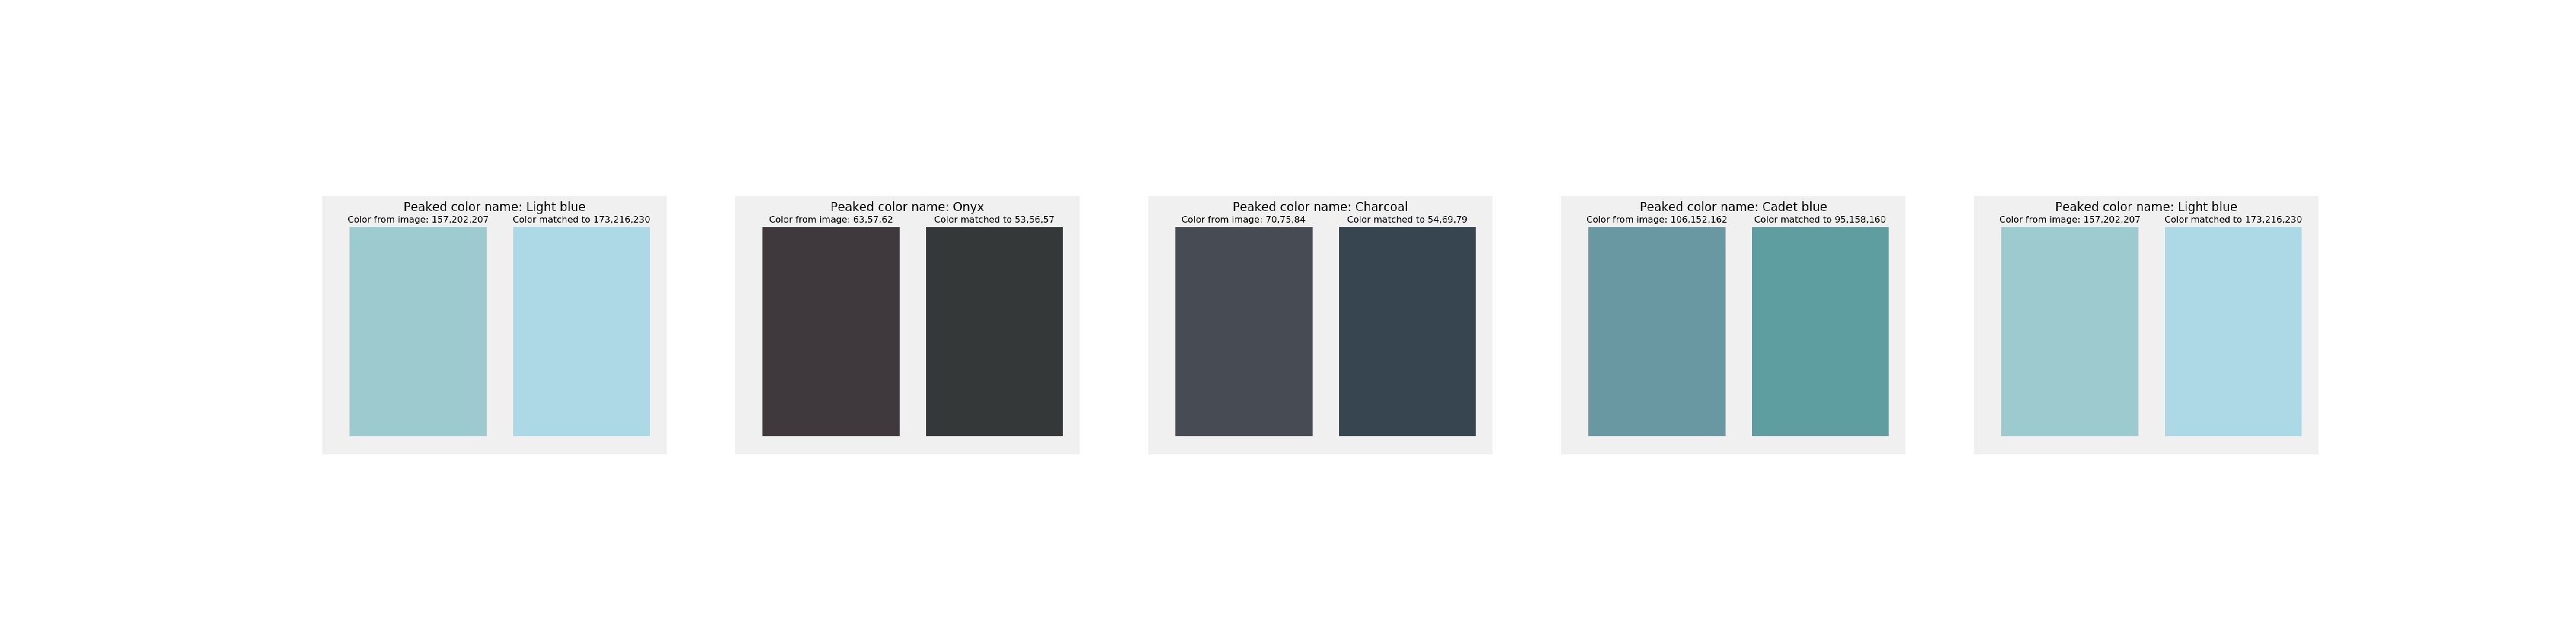 Peaked color name: Light blue
Color from image: 157,202,207
Color matched to 173,216,230
Peaked color name: Onyx
Color from image: 63,57,62
Color matched to 53,56,57
Peaked color name: Charcoal
Color from image: 70,75,84
Color matched to 54,69,79
Peaked color name: Cadet blue
Color from image: 106,152,162
Color matched to 95,158,160
Peaked color name: Light blue
Color from image: 157,202,207
Color matched to 173,216,230